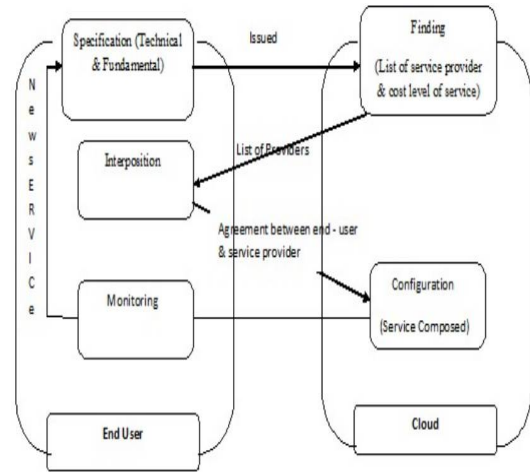 Specification (Technical
& Fundamental)
Issued
Finding
(List of service provider
& cost level of service)
NewsERVICe
List of Providers
Interposition
Agreement between end - user
& service provider
Monitoring
Configuration
(Service Composed)
End User
Cloud